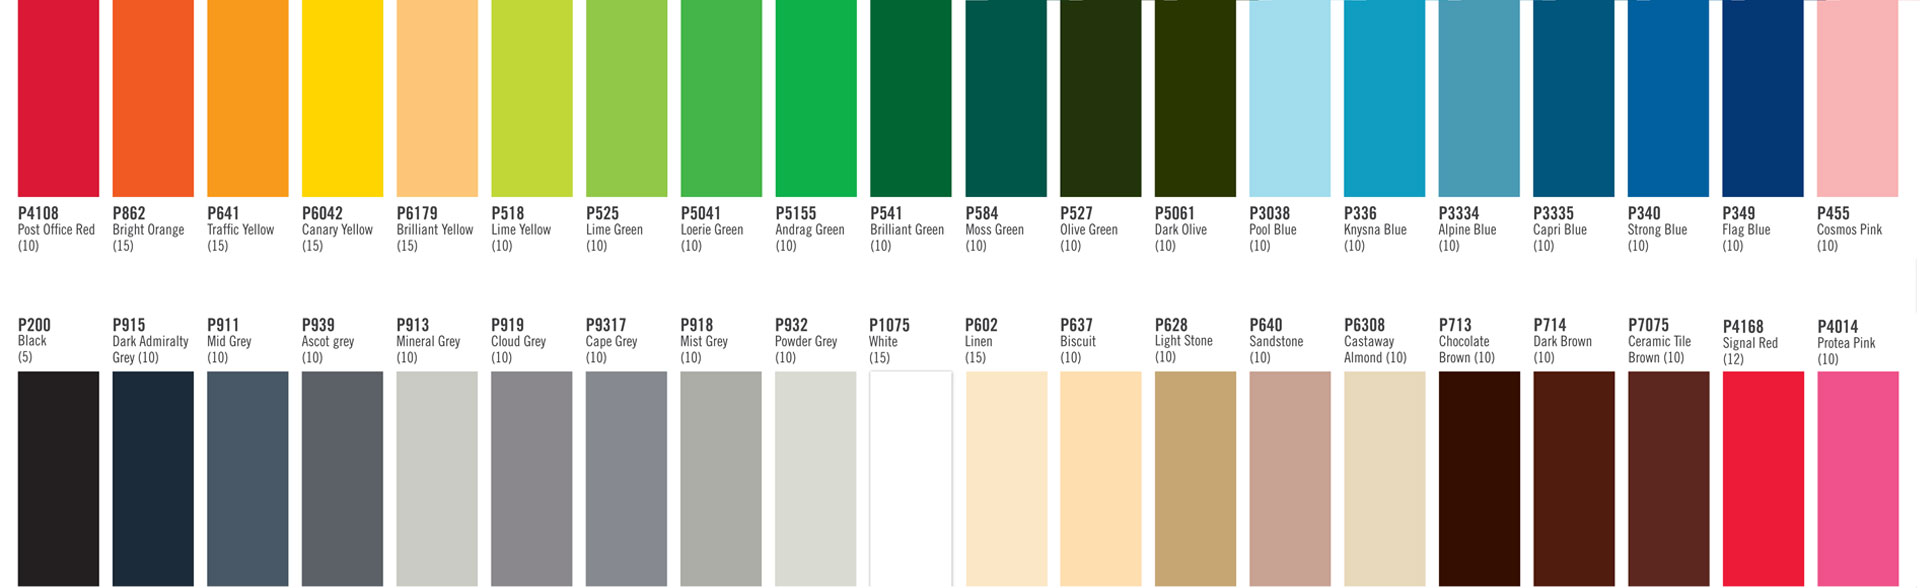 P4108
Post Office Red
(10)
P862
Bright Orange
(15)
P641
Traffic Yellow
(15)
P6042
Canary Yellow
(15)
P6179
Brilliant Yellow
(15)
P518
Lime Yellow
(10)
P525
Lime Green
(10)
P5041
Loerie Green
(10)
P5155
Andrag Green
(10)
P541
Brilliant Green
(10)
P584
Moss Green
(10)
P527
Olive Green
(10)
P5061
Dark Olive
(10)
P3038
Pool Blue
(10)
P336
Knysna Blue
(10)
P3334
Alpine Blue
(10)
P3335
Capri Blue
(10)
P340
Strong Blue
(10)
P349
Flag Blue
(10)
P455
Cosmos Pink
(10)
P200
Black
(5)
P915
Dark Admiralty
Grey (10)
P911
Mid Grey
(10)
P939
Ascot grey
(10)
P913
Mineral Grey
(10)
P919
Cloud Grey
(10)
P9317
Cape Grey
(10)
P918
Mist Grey
(10)
P932
Powder Grey
(10)
P1075
White
(15)
P602
Linen
(15)
P637
Biscuit
(10)
P628
Light Stone
(10)
P640
Sandstone
(10)
P6308
Castaway
Almond (10)
P713
Chocolate
Brown (10)
P714
Dark Brown
(10)
P7075
Ceramic Tile
Brown (10)
P4168
Signal Red
(12)
P4014
Protea Pink
(10)